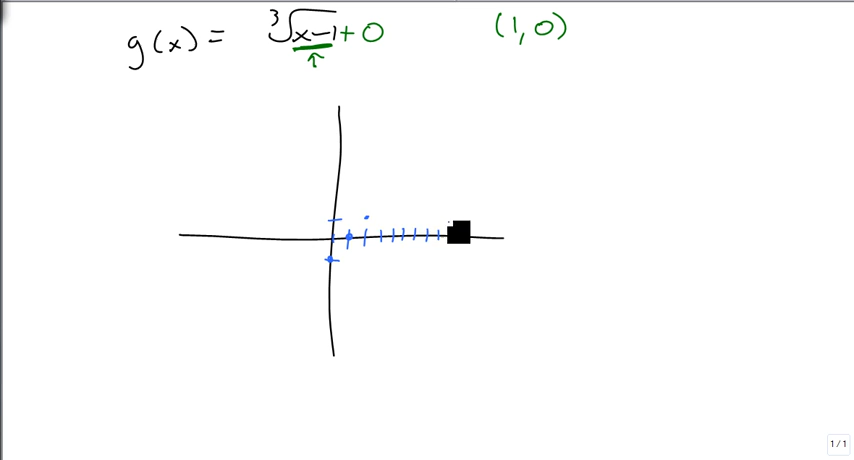 g(x) = ∛(x-1) + 0 (1,0)
1 / 1